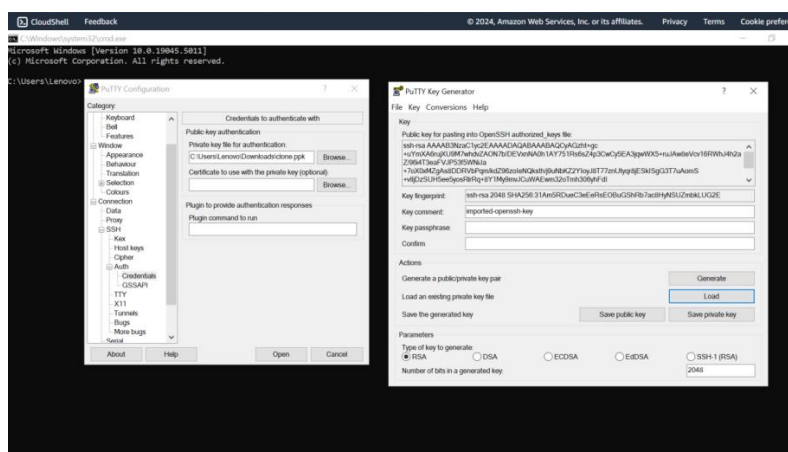 CloudShell Feedback © 2024, Amazon Web Services, Inc. or its affiliates. Privacy Terms Cookie prefer
C:\Windows\system32\cmd.exe
Microsoft Windows [Version 10.0.19045.5011]
(c) Microsoft Corporation. All rights reserved.
C:\Users\Lenovo>
PuTTY Configuration
Category:
Keyboard
Bell
Features
Window
Appearance
Behaviour
Translation
Selection
Colours
Connection
Data
Proxy
SSH
Kex
Host keys
Cipher
Auth
Credentials
GSSAPI
TTY
X11
Tunnels
Bugs
More bugs
Serial
Credentials to authenticate with
Public-key authentication
Private key file for authentication:
C:\Users\Lenovo\Downloads\clone.ppk Browse...
Certificate to use with the private key (optional):
Browse...
Plugin to provide authentication responses
Plugin command to run
About Help Open Cancel
PuTTY Key Generator
File Key Conversions Help
Key
Public key for pasting into OpenSSH authorized_keys file:
ssh-rsa
Key fingerprint: ssh-rsa 2048
Key comment: imported-openssh-key
Key passphrase:
Confirm
Actions
Generate a public/private key pair Generate
Load an existing private key file Load
Save the generated key Save public key Save private key
Parameters
Type of key to generate:
RSA DSA ECDSA EdDSA SSH-1 (RSA)
Number of bits in a generated key: 2048